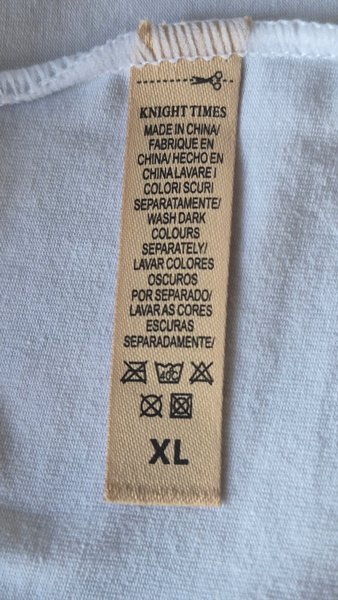 KNIGHT TIMES
MADE IN CHINA/
FABRIQUE EN
CHINA/ HECHO EN
CHINA LAVARE I
COLORI SCURI
SEPARATAMENTE/
WASH DARK
COLOURS
SEPARATELY/
LAVAR COLORES
OSCUROS
POR SEPARADO/
LAVAR AS CORES
ESCURAS
SEPARADAMENTE/
40C
XL